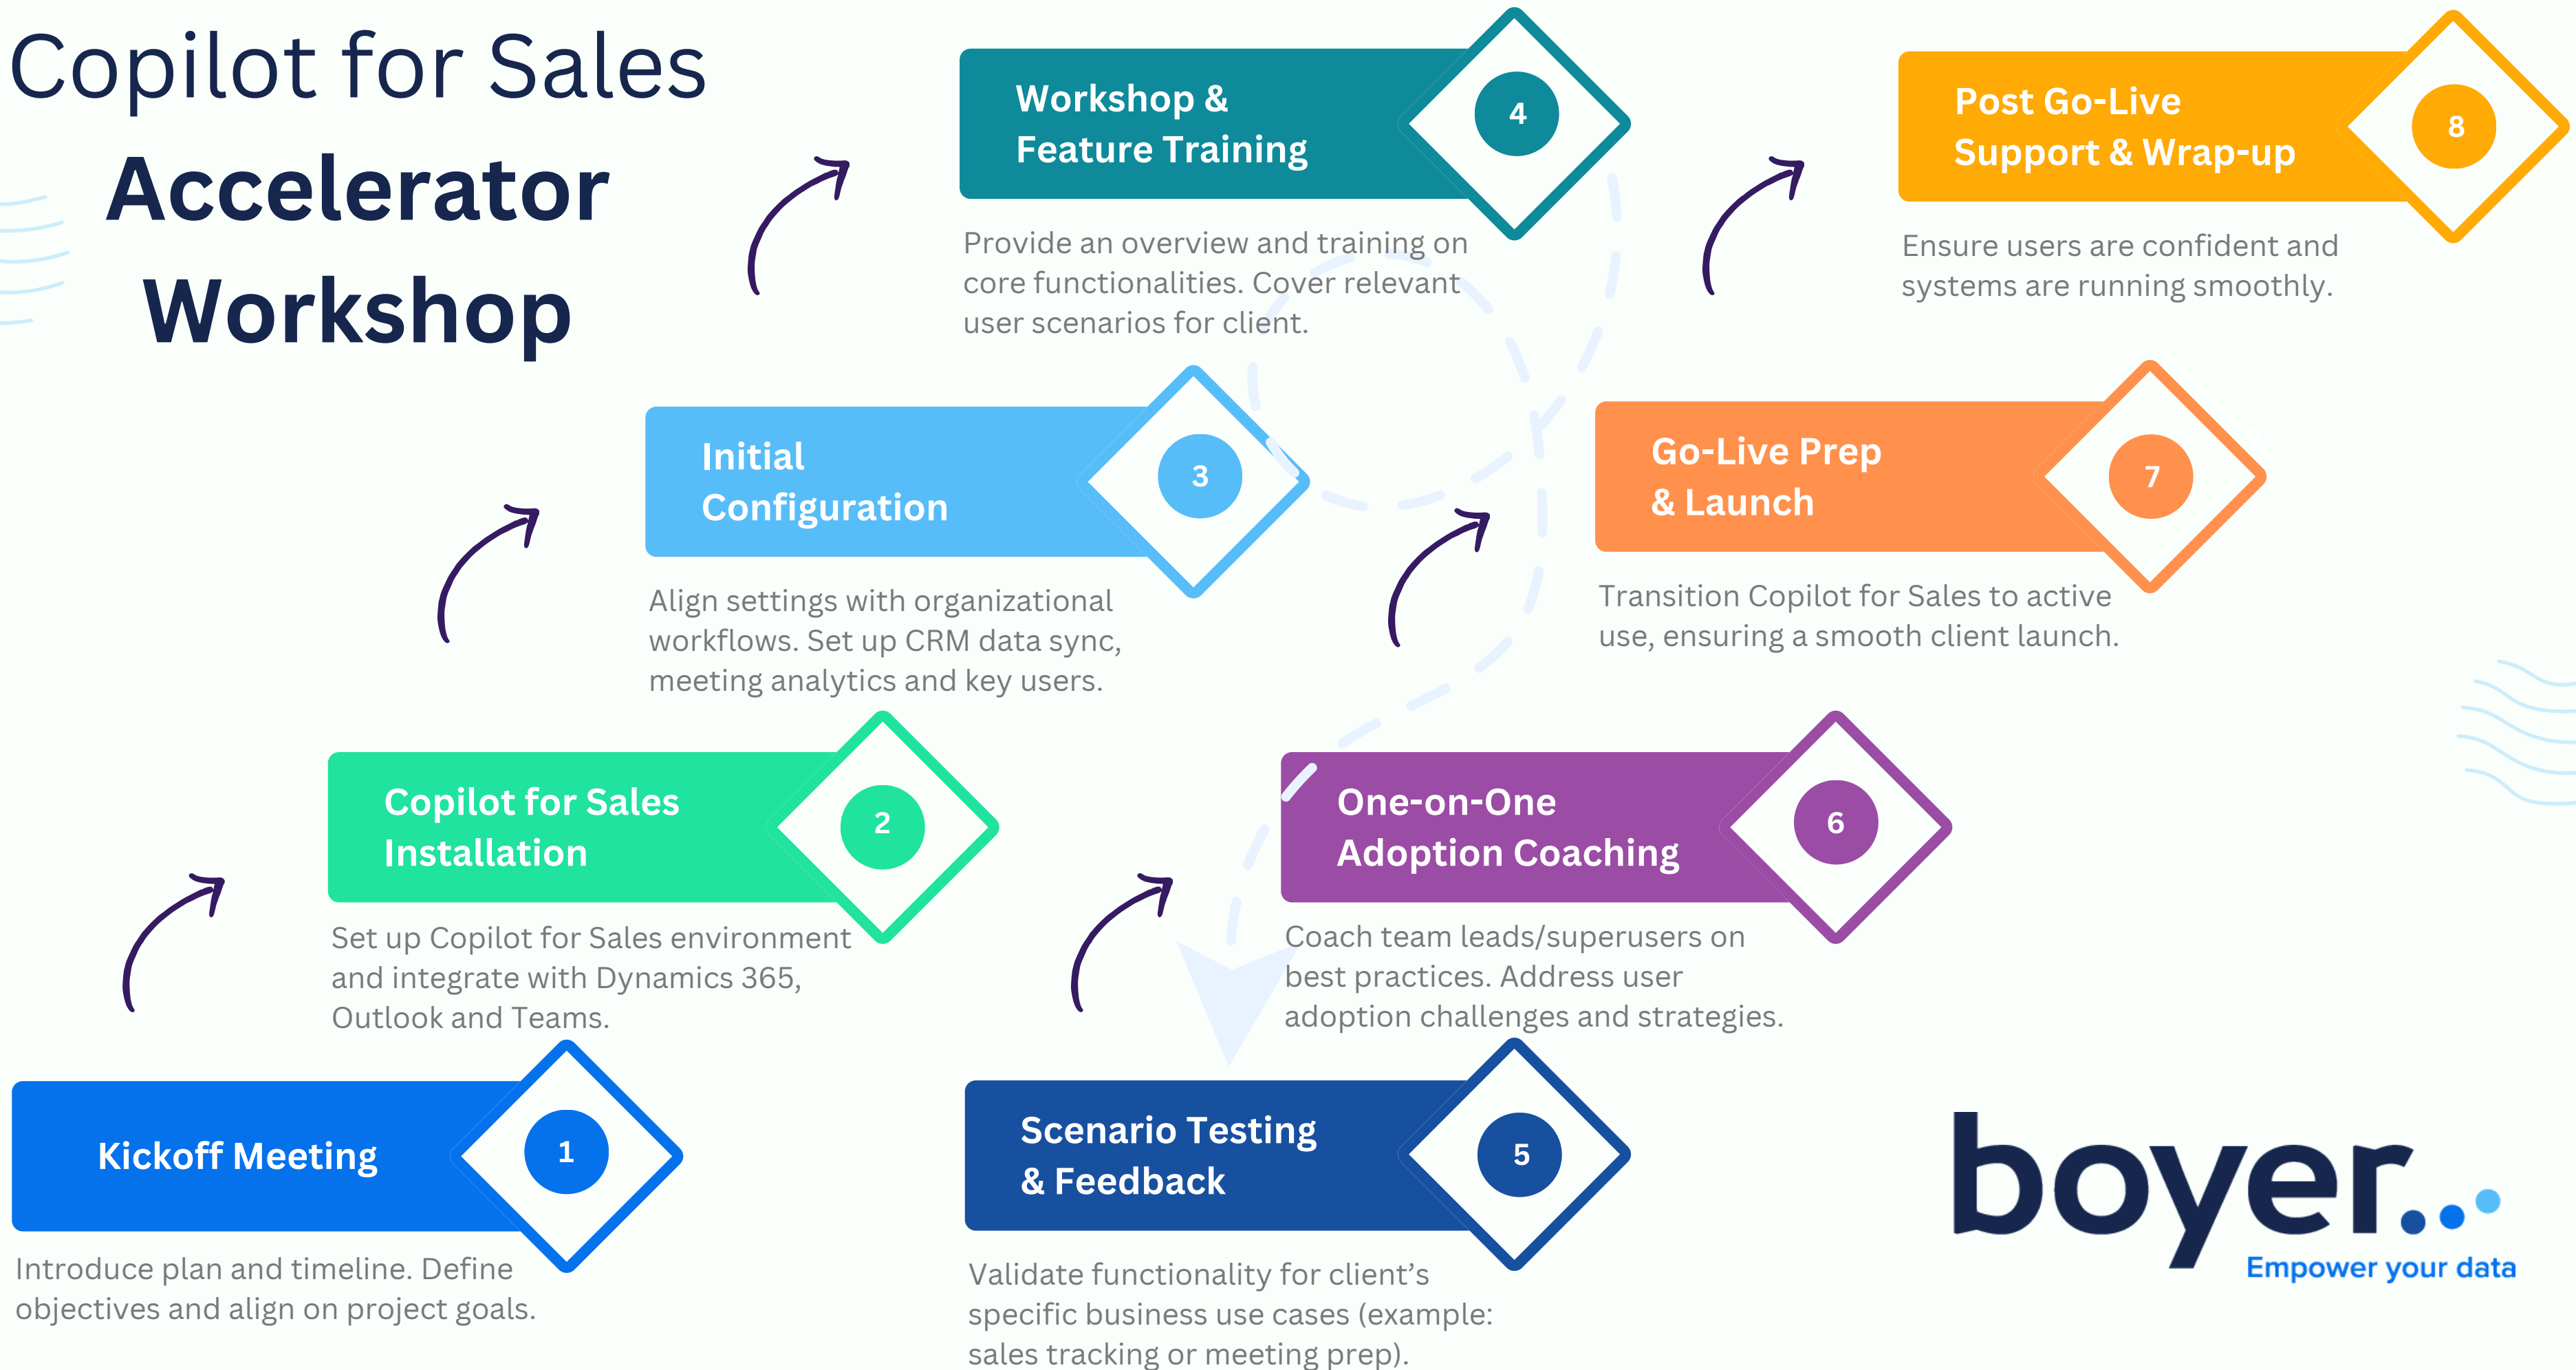 Copilot for Sales
Accelerator
Workshop
1
Kickoff Meeting
Introduce plan and timeline. Define
objectives and align on project goals.
2
Copilot for Sales
Installation
Set up Copilot for Sales environment
and integrate with Dynamics 365,
Outlook and Teams.
3
Initial
Configuration
Align settings with organizational
workflows. Set up CRM data sync,
meeting analytics and key users.
4
Workshop &
Feature Training
Provide an overview and training on
core functionalities. Cover relevant
user scenarios for client.
5
Scenario Testing
& Feedback
Validate functionality for client’s
specific business use cases (example:
sales tracking or meeting prep).
6
One-on-One
Adoption Coaching
Coach team leads/superusers on
best practices. Address user
adoption challenges and strategies.
7
Go-Live Prep
& Launch
Transition Copilot for Sales to active
use, ensuring a smooth client launch.
8
Post Go-Live
Support & Wrap-up
Ensure users are confident and
systems are running smoothly.
boyer...
Empower your data